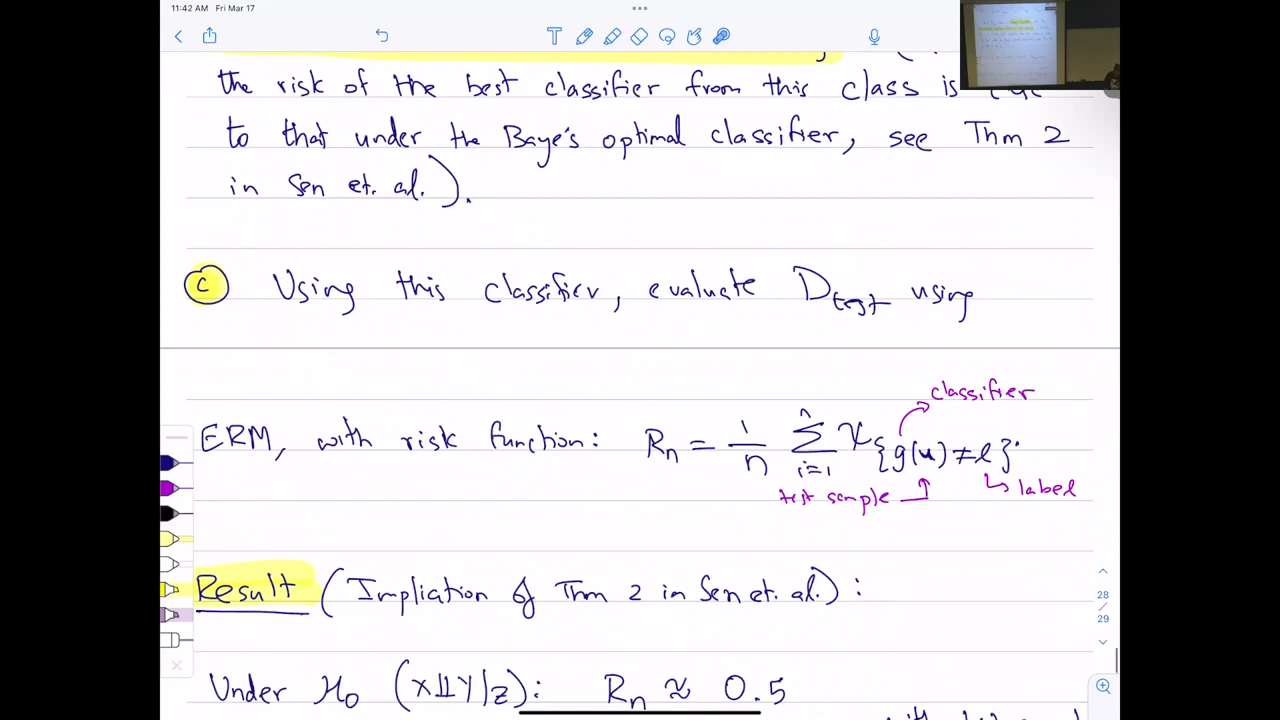 11:42 AM Fri Mar 17
the risk of the best classifier from this class is
to that under the Baye's optimal classifier, see Thm 2
in Sen et. al.).
c Using this classifier, evaluate D_test using
classifier
ERM, with risk function: R_n = 1/n ∑_{i=1}^{n} 𝟙_{{g(u) ≠ ℓ}}.
test sample
label
Result (Impliation of Thm 2 in Sen et. al.):
28
/
29
Under H_0 (X⫫Y|Z): R_n ≈ 0.5